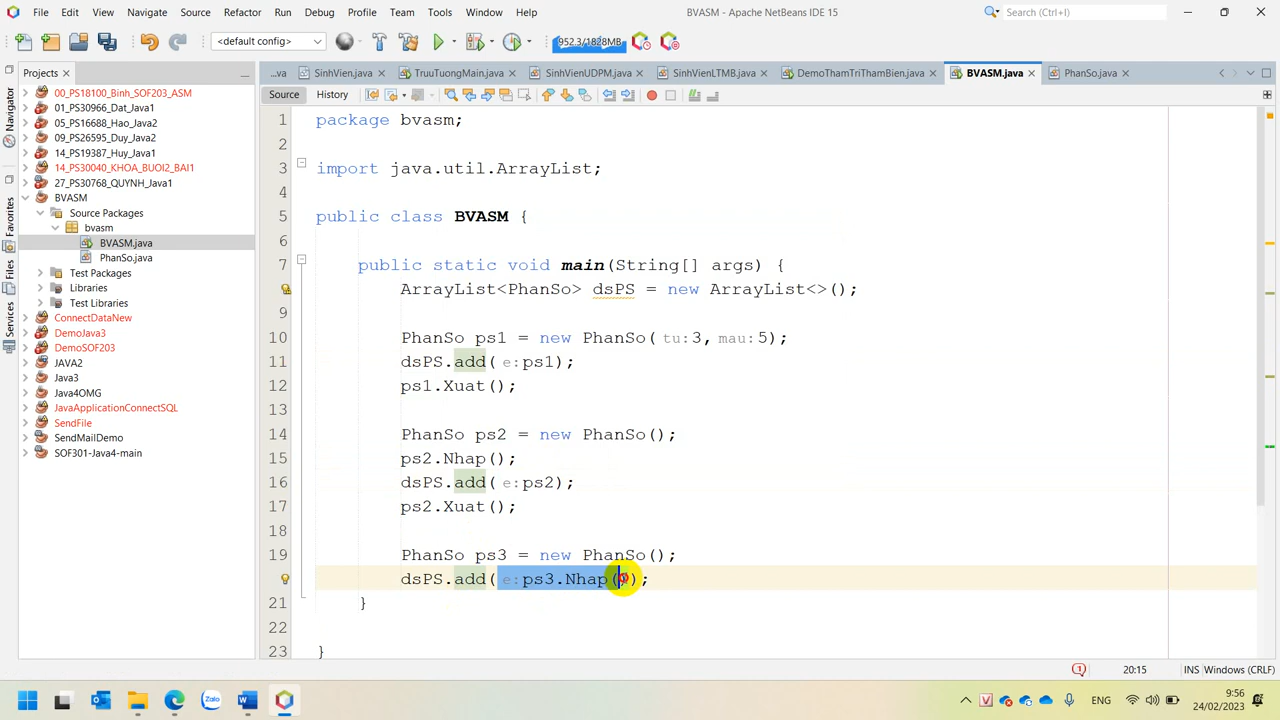 File Edit View Navigate Source Refactor Run Debug Profile Team Tools Window Help
BVASM - Apache NetBeans IDE 15
Search (Ctrl+I)
<default config>
952.3/1828MB
Projects
...va
SinhVien.java
TruuTuongMain.java
SinhVienUDPM.java
SinhVienLTMB.java
DemoThamTriThamBien.java
BVASM.java
PhanSo.java
Source History
Navigator
Favorites
Files
Services
00_PS18100_Binh_SOF203_ASM
01_PS30966_Dat_Java1
05_PS16688_Hao_Java2
09_PS26595_Duy_Java2
14_PS19387_Huy_Java1
14_PS30040_KHOA_BUOI2_BAI1
27_PS30768_QUYNH_Java1
BVASM
Source Packages
bvasm
BVASM.java
PhanSo.java
Test Packages
Libraries
Test Libraries
ConnectDataNew
DemoJava3
DemoSOF203
JAVA2
Java3
Java4OMG
JavaApplicationConnectSQL
SendFile
SendMailDemo
SOF301-Java4-main
1 package bvasm;
2
3 import java.util.ArrayList;
4
5 public class BVASM {
6
7 public static void main(String[] args) {
ArrayList<PhanSo> dsPS = new ArrayList<>();
9
10 PhanSo ps1 = new PhanSo(tu:3,mau:5);
11 dsPS.add(e:ps1);
12 ps1.Xuat();
13
14 PhanSo ps2 = new PhanSo();
15 ps2.Nhap();
16 dsPS.add(e:ps2);
17 ps2.Xuat();
18
19 PhanSo ps3 = new PhanSo();
dsPS.add(e:ps3.Nhap());
21 }
22
23 }
1
20:15
INS Windows (CRLF)
Zalo
ENG
9:56
24/02/2023